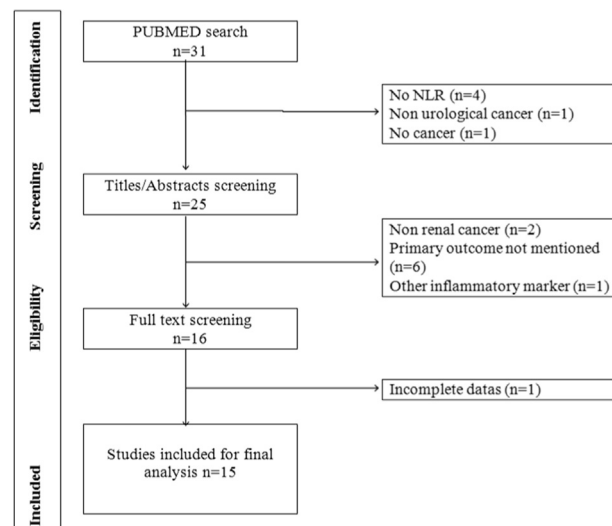 Identification
PUBMED search
n=31
No NLR (n=4)
Non urological cancer (n=1)
No cancer (n=1)
Screening
Titles/Abstracts screening
n=25
Non renal cancer (n=2)
Primary outcome not mentioned
(n=6)
Other inflammatory marker (n=1)
Eligibility
Full text screening
n=16
Incomplete datas (n=1)
Included
Studies included for final
analysis n=15